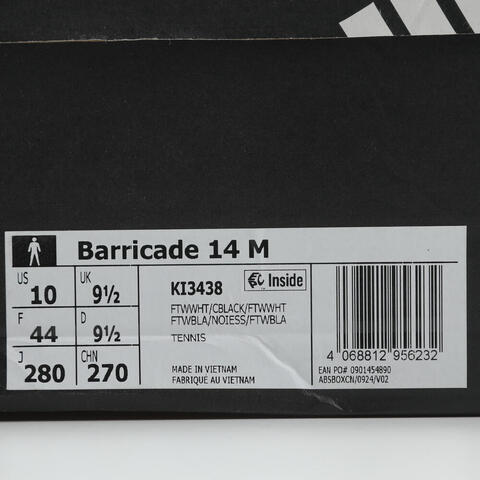 Barricade 14 M
US 10 UK 9½
F 44 D 9½
J 280 CHN 270
KI3438
Inside
FTWWHT/CBLACK/FTWWHT
FTWBLA/NOIESS/FTWBLA
TENNIS
MADE IN VIETNAM
FABRIQUÉ AU VIETNAM
4 068812 956232
EAN PO# 0901454890
ABSBOXCN/0924/V02